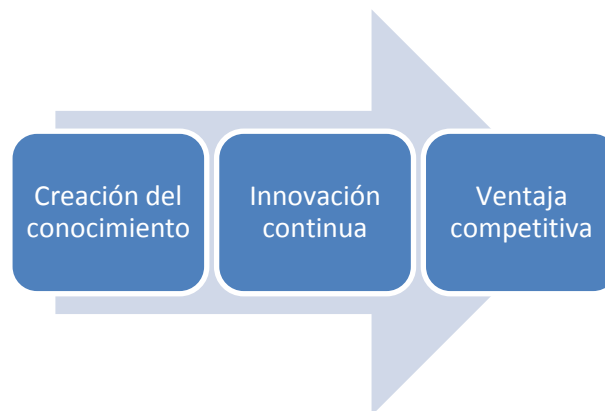 Creación del
conocimiento
Innovación
continua
Ventaja
competitiva